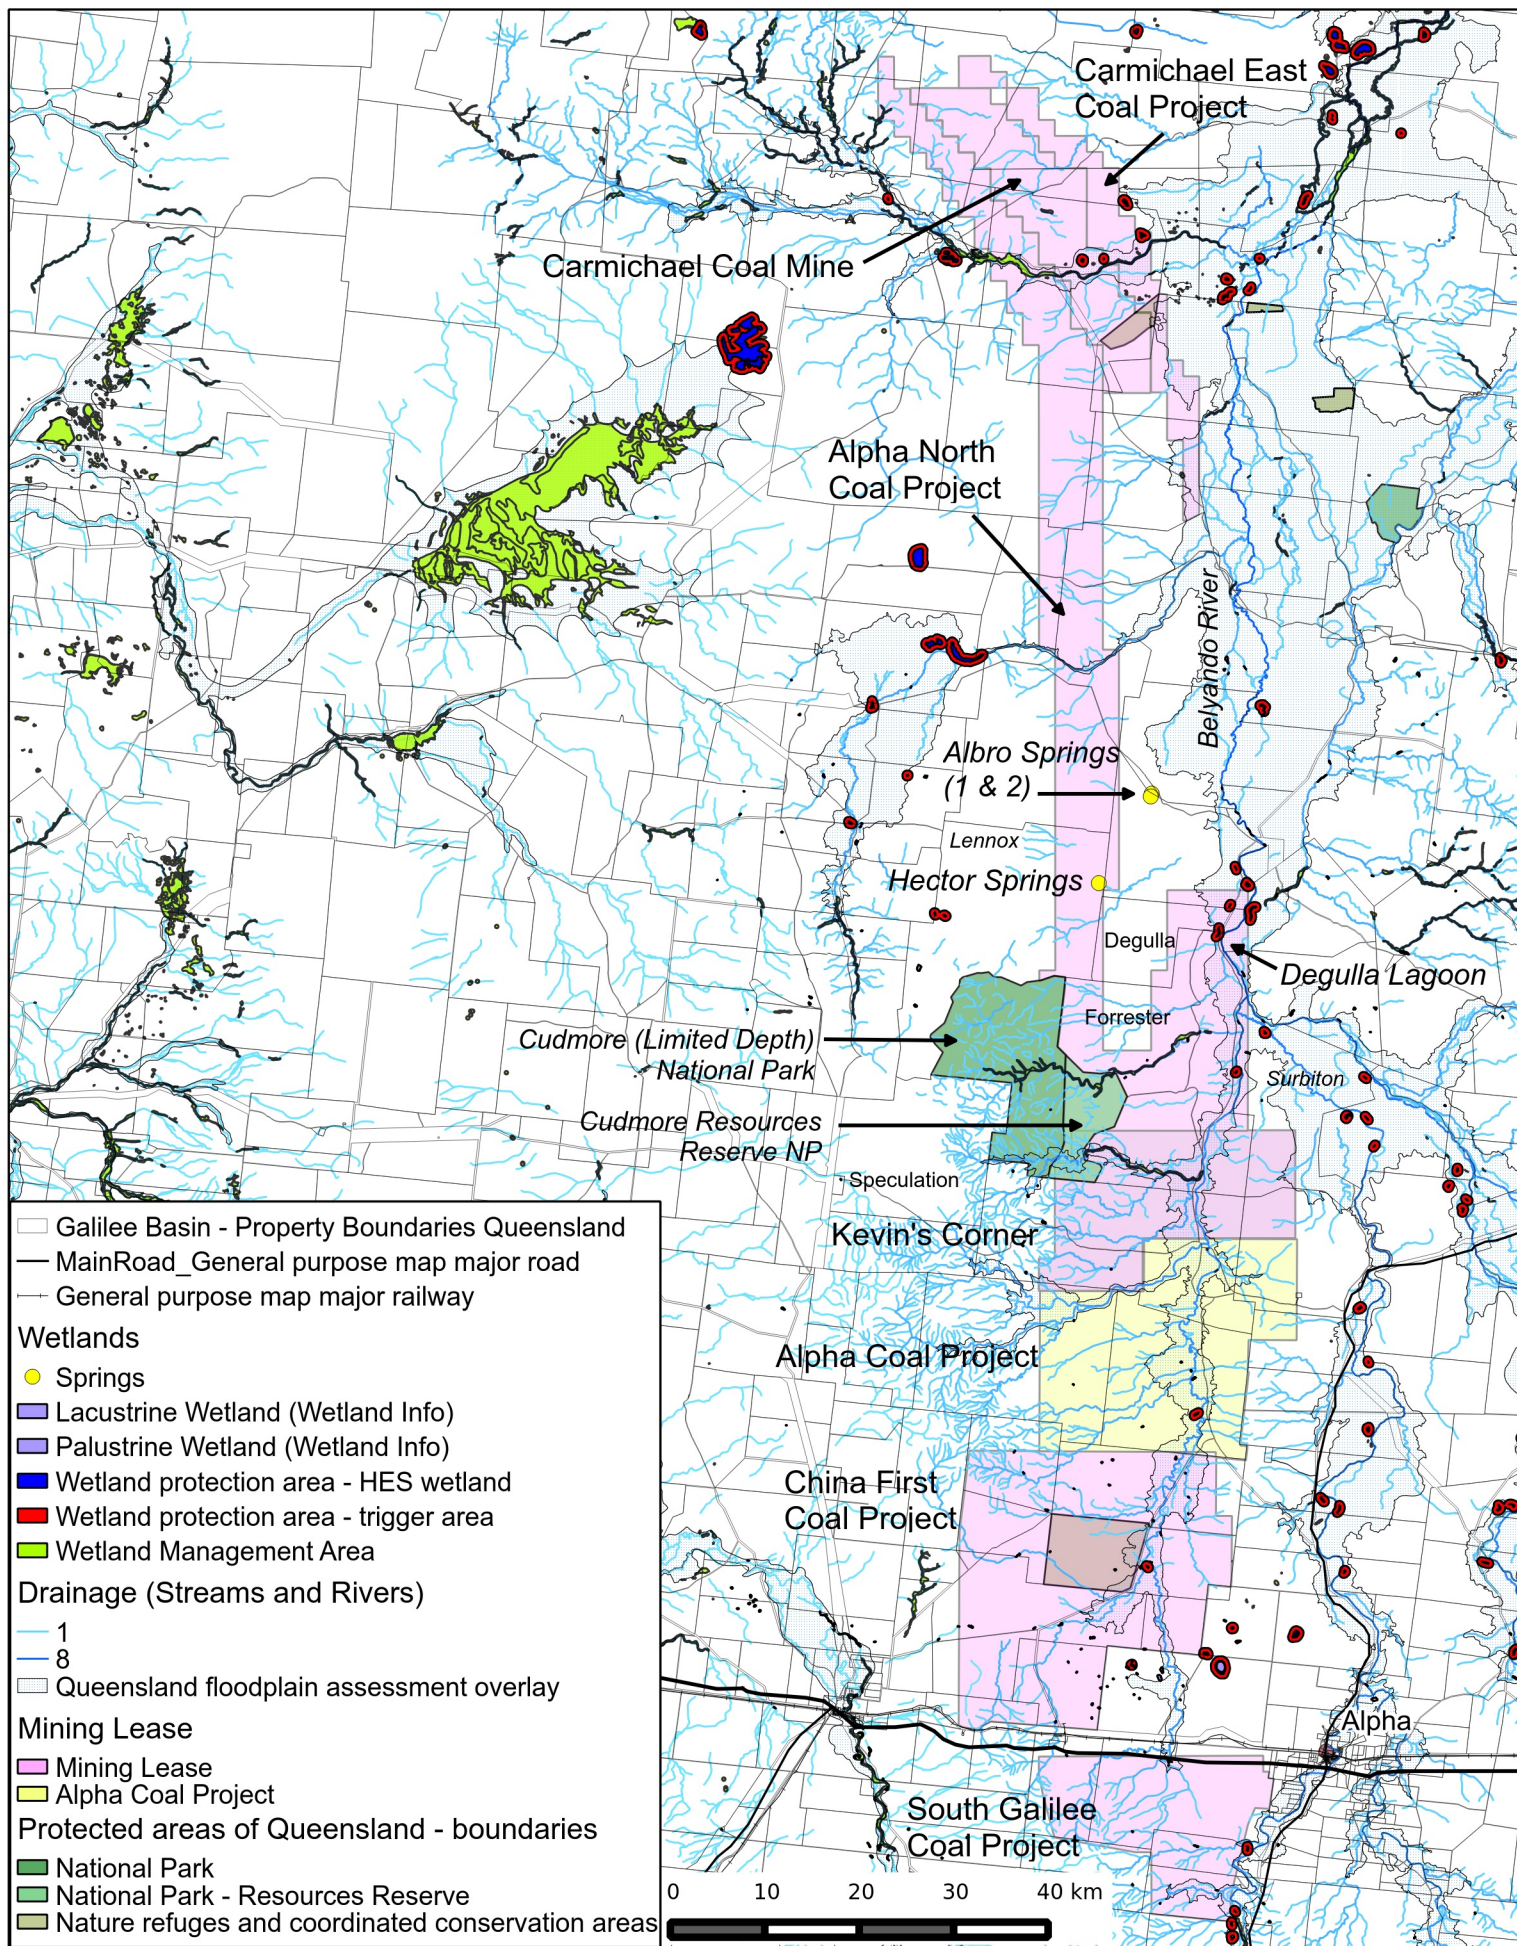 Carmichael East
Coal Project
Carmichael Coal Mine
Alpha North
Coal Project
Belyando River
Albro Springs
(1 & 2)
Lennox
Hector Springs
Degulla
Degulla Lagoon
Forrester
Cudmore (Limited Depth)
National Park
Surbiton
Cudmore Resources
Reserve NP
Speculation
Kevin's Corner
Alpha Coal Project
China First
Coal Project
Alpha
South Galilee
Coal Project
Galilee Basin - Property Boundaries Queensland
MainRoad_General purpose map major road
General purpose map major railway
Wetlands
Springs
Lacustrine Wetland (Wetland Info)
Palustrine Wetland (Wetland Info)
Wetland protection area - HES wetland
Wetland protection area - trigger area
Wetland Management Area
Drainage (Streams and Rivers)
1
8
Queensland floodplain assessment overlay
Mining Lease
Mining Lease
Alpha Coal Project
Protected areas of Queensland - boundaries
National Park
National Park - Resources Reserve
Nature refuges and coordinated conservation areas
0 10 20 30 40 km